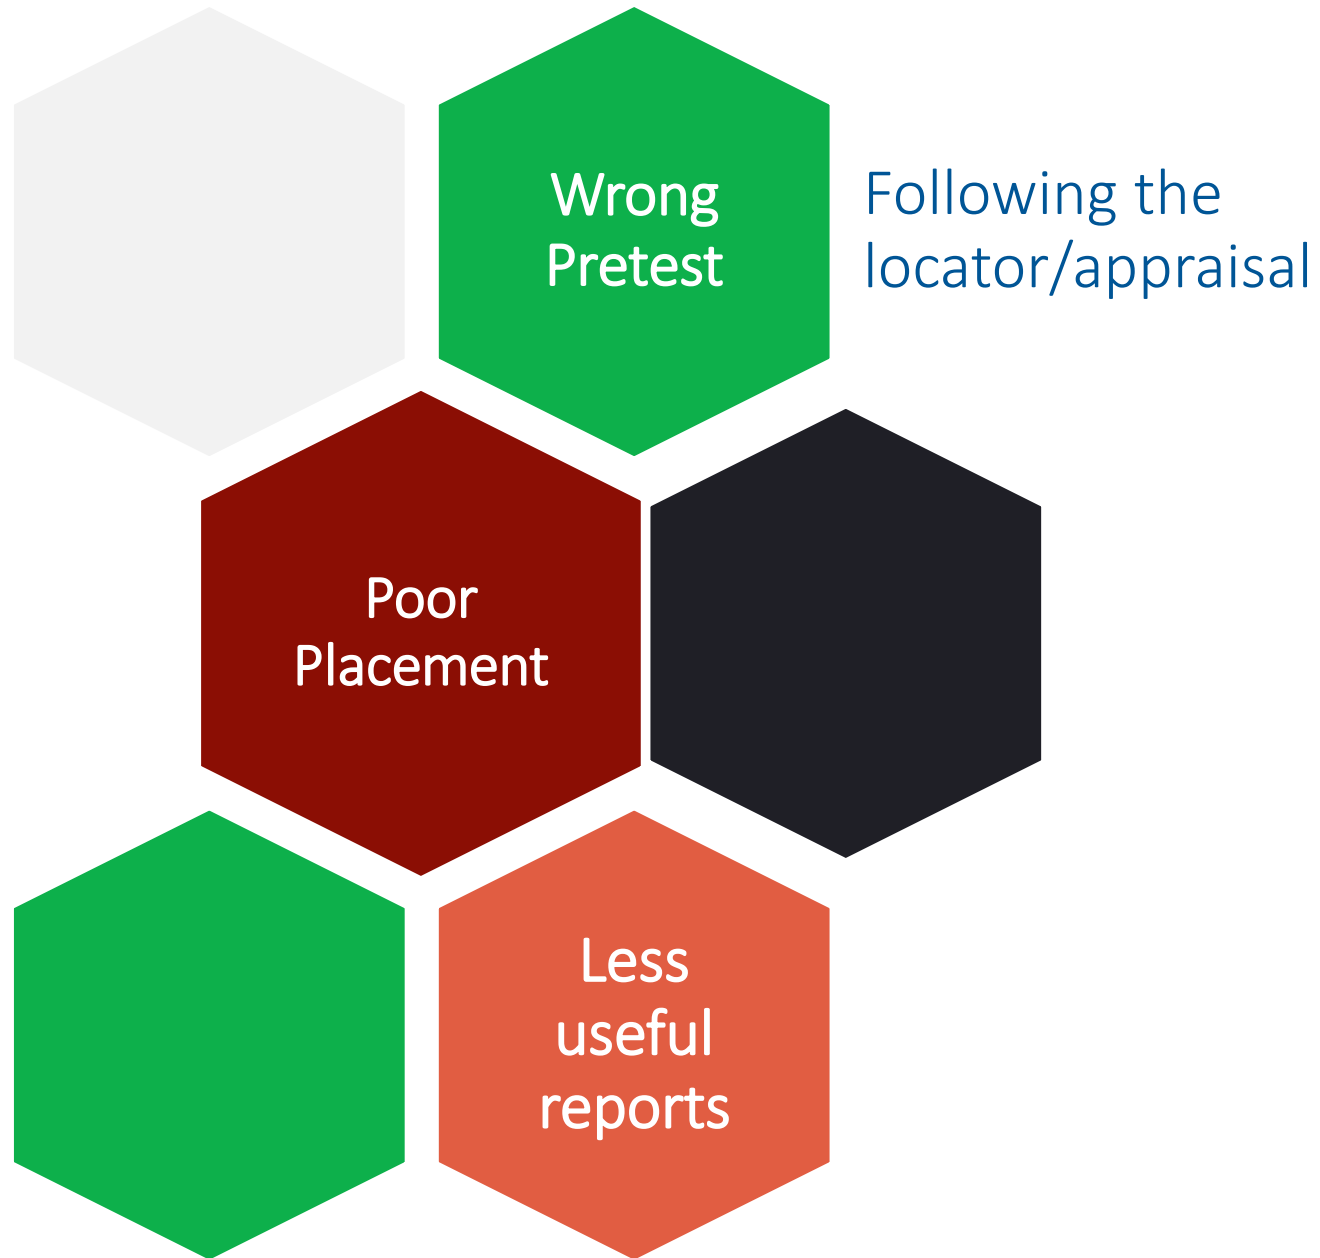 Wrong
Pretest
Following the
locator/appraisal
Poor
Placement
Less
useful
reports